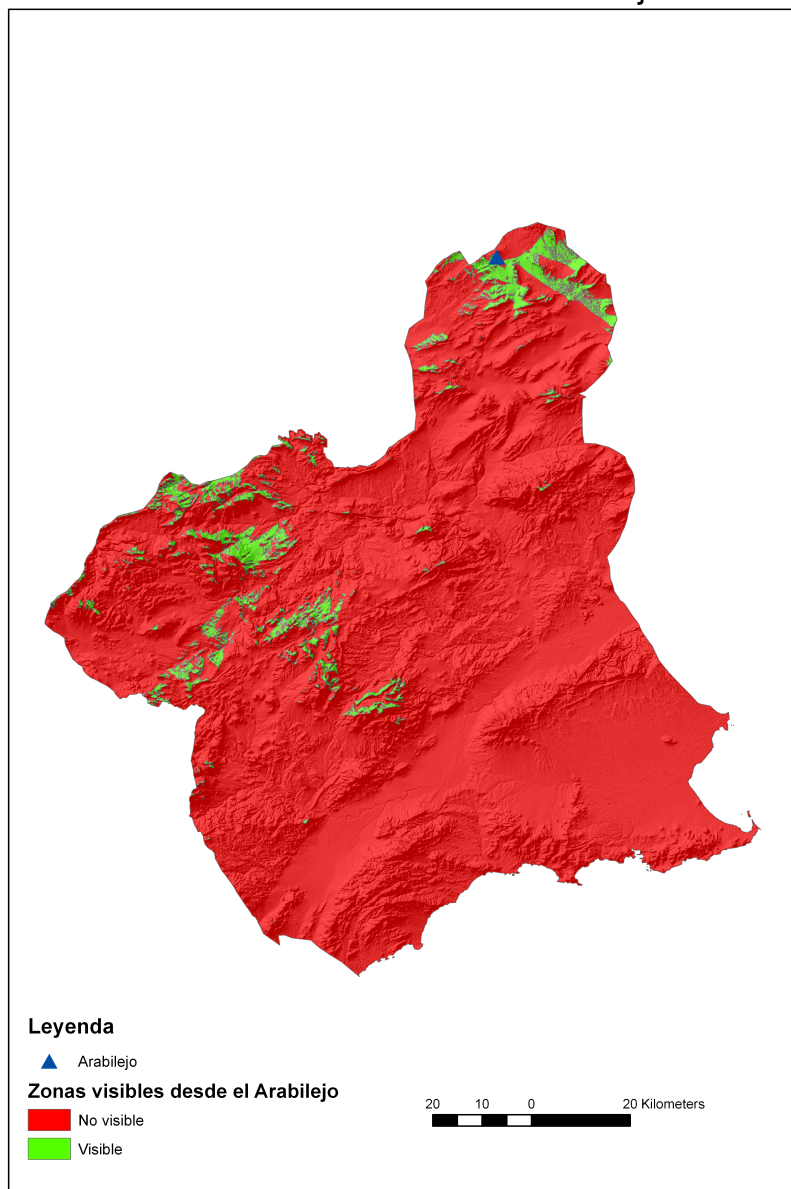 Leyenda
Arabilejo
Zonas visibles desde el Arabilejo
No visible
Visible
20 10 0 20 Kilometers